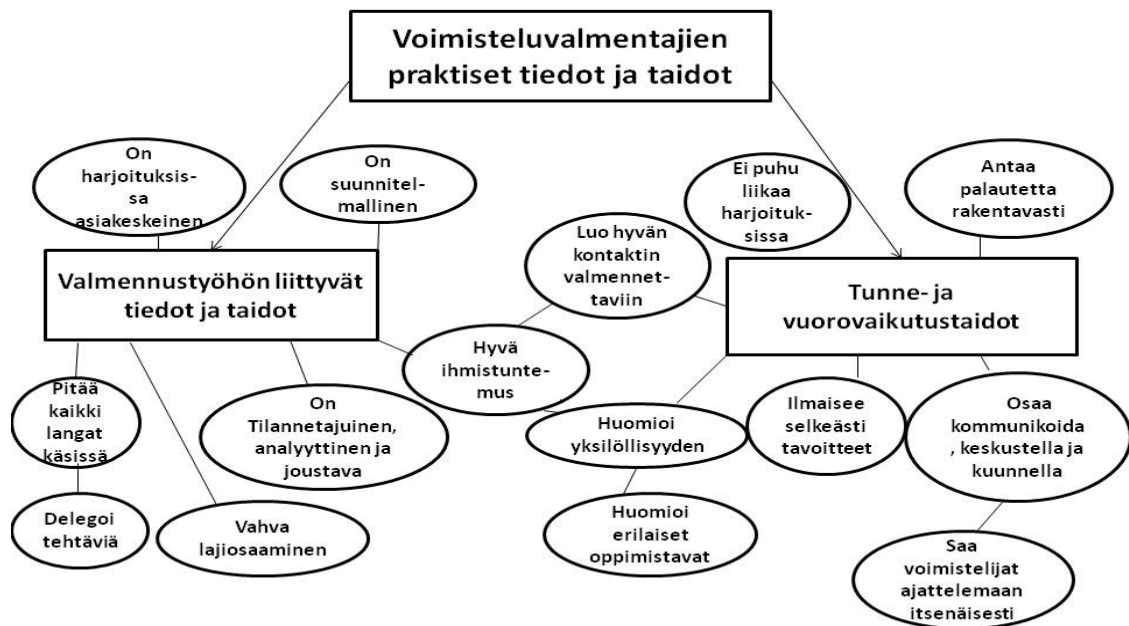 Voimisteluvalmentajien
praktiset tiedot ja taidot
On
harjoituksis-
sa
asiakeskeinen
On
suunnitel-
mallinen
Ei puhu
liikaa
harjoituk-
sissa
Antaa
palautetta
rakentavasti
Luo hyvän
kontaktin
valmennet-
taviin
Valmennustyöhön liittyvät
tiedot ja taidot
Tunne- ja
vuorovaikutustaidot
Hyvä
ihmistunte-
mus
Pitää
kaikki
langat
käsissä
On
Tilannetajuinen,
analyyttinen ja
joustava
Huomioi
yksilöllisyyden
Ilmaisee
selkeästi
tavoitteet
Osaa
kommunikoida
, keskustella ja
kuunnella
Delegoi
tehtäviä
Vahva
lajiosaaminen
Huomioi
erilaiset
oppimistavat
Saa
voimistelijat
ajattelemaan
itsenäisesti